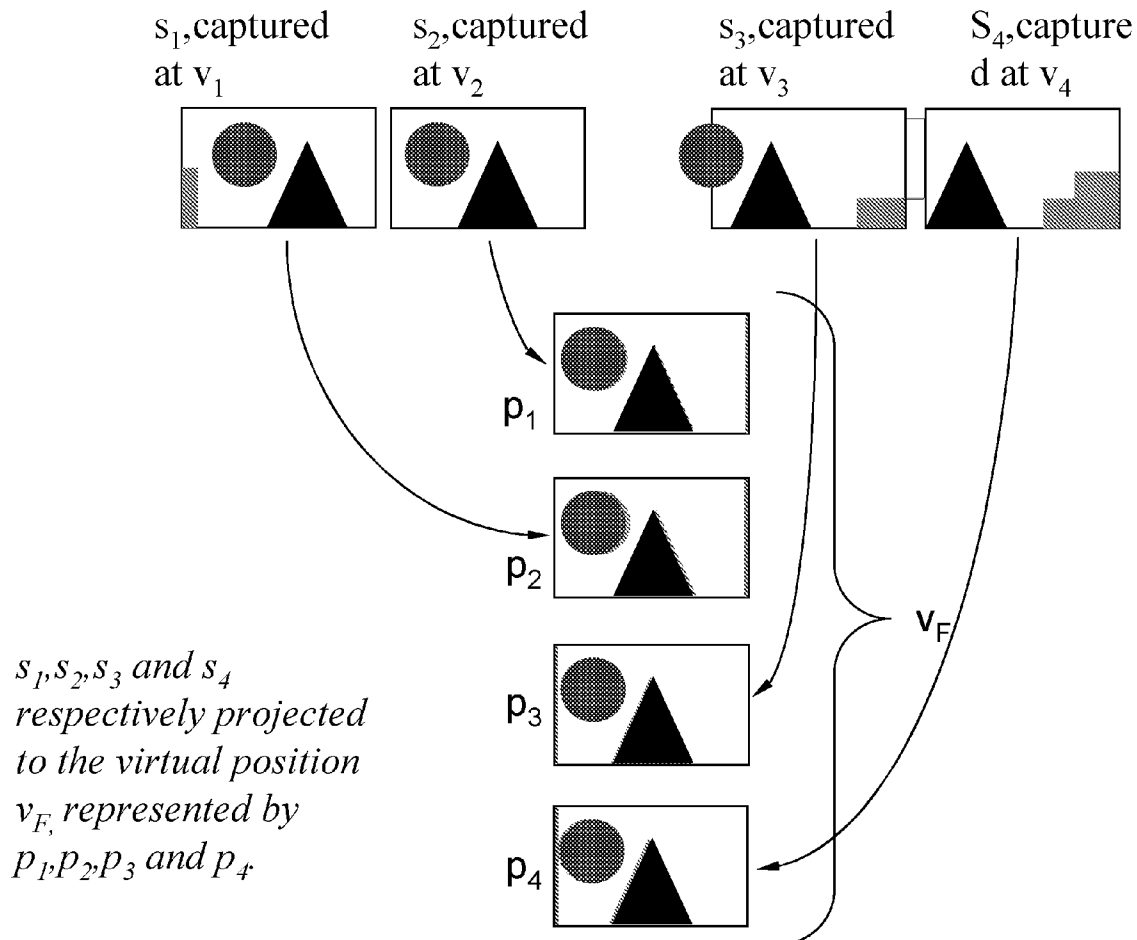 s₁,captured
at v₁
s₂,captured
at v₂
s₃,captured
at v₃
S₄,capture
d at v₄
p₁
p₂
v_F
p₃
p₄
s₁,s₂,s₃ and s₄
respectively projected
to the virtual position
v_F, represented by
p₁,p₂,p₃ and p₄.